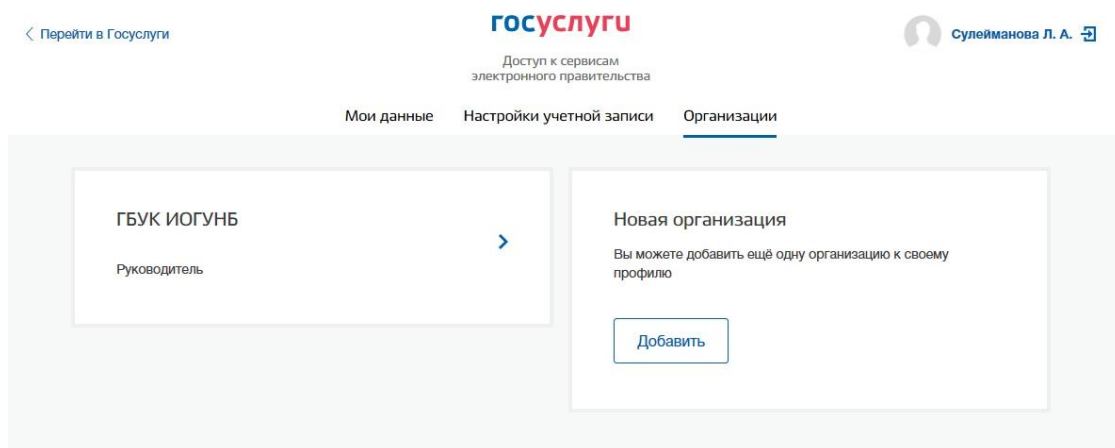 Перейти в Госуслуги
госуслуги
Сулейманова Л. А.
Доступ к сервисам
электронного правительства
Мои данные Настройки учетной записи Организации
ГБУК ИОГУНБ
Руководитель
Новая организация
Вы можете добавить ещё одну организацию к своему
профилю
Добавить